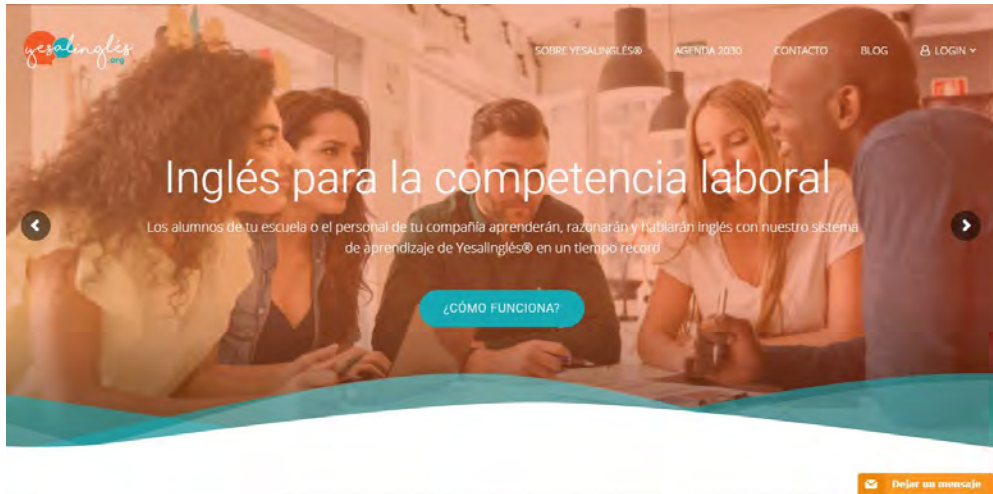 yesalinglés
.org
SOBRE YESALINGLÉS® AGENDA 2030 CONTACTO BLOG LOGIN
Inglés para la competencia laboral
Los alumnos de tu escuela o el personal de tu compañía aprenderán, razonarán y hablarán inglés con nuestro sistema
de aprendizaje de Yesalinglés® en un tiempo record
¿CÓMO FUNCIONA?
Dejar un mensaje